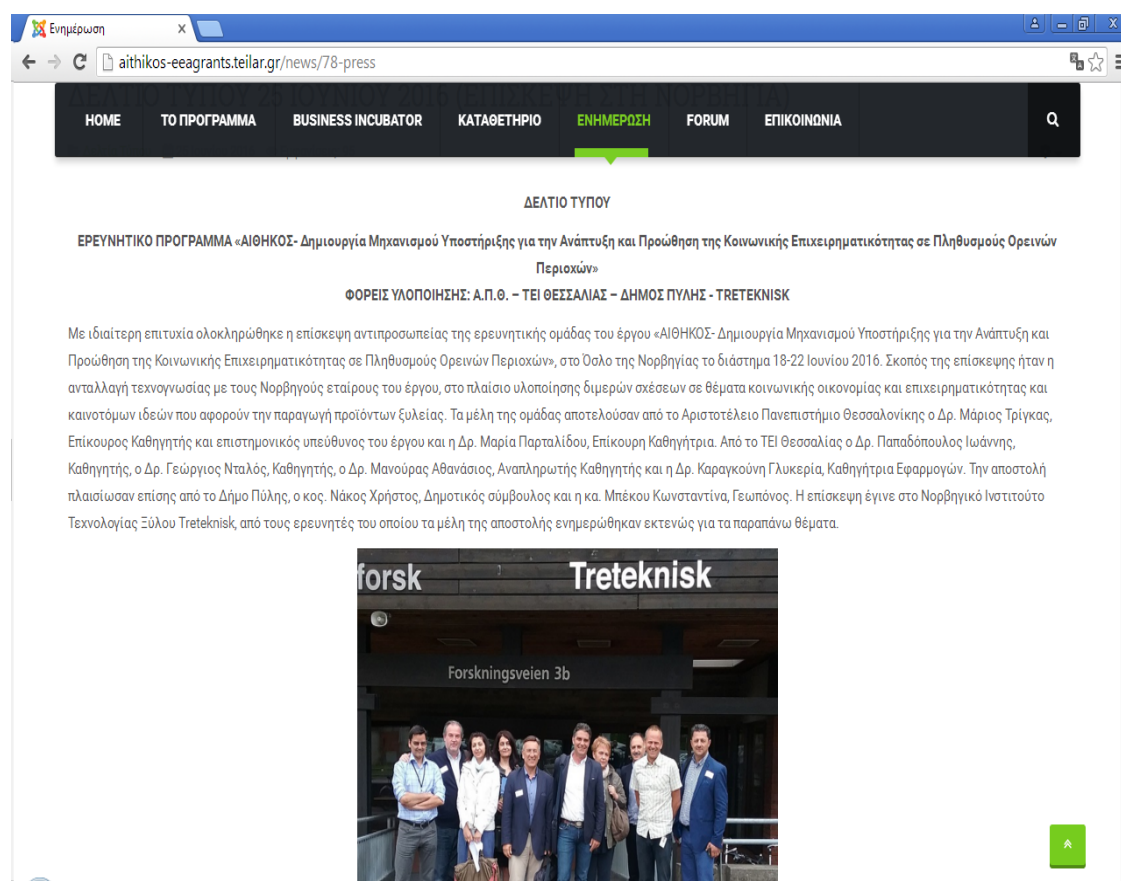 Ενημέρωση
aithikos-eeagrants.teilar.gr/news/78-press
ΔΕΛΤΙΟ ΤΥΠΟΥ 25 ΙΟΥΝΙΟΥ 2016 (ΕΠΙΣΚΕΨΗ ΣΤΗ ΝΟΡΒΗΓΙΑ)
HOME ΤΟ ΠΡΟΓΡΑΜΜΑ BUSINESS INCUBATOR ΚΑΤΑΘΕΤΗΡΙΟ ΕΝΗΜΕΡΩΣΗ FORUM ΕΠΙΚΟΙΝΩΝΙΑ
ΔΕΛΤΙΟ ΤΥΠΟΥ
ΕΡΕΥΝΗΤΙΚΟ ΠΡΟΓΡΑΜΜΑ «ΑΙΘΗΚΟΣ- Δημιουργία Μηχανισμού Υποστήριξης για την Ανάπτυξη και Προώθηση της Κοινωνικής Επιχειρηματικότητας σε Πληθυσμούς Ορεινών
Περιοχών»
ΦΟΡΕΙΣ ΥΛΟΠΟΙΗΣΗΣ: Α.Π.Θ. – ΤΕΙ ΘΕΣΣΑΛΙΑΣ – ΔΗΜΟΣ ΠΥΛΗΣ - TRETEKNISK
Με ιδιαίτερη επιτυχία ολοκληρώθηκε η επίσκεψη αντιπροσωπείας της ερευνητικής ομάδας του έργου «ΑΙΘΗΚΟΣ- Δημιουργία Μηχανισμού Υποστήριξης για την Ανάπτυξη και
Προώθηση της Κοινωνικής Επιχειρηματικότητας σε Πληθυσμούς Ορεινών Περιοχών», στο Όσλο της Νορβηγίας το διάστημα 18-22 Ιουνίου 2016. Σκοπός της επίσκεψης ήταν η
ανταλλαγή τεχνογνωσίας με τους Νορβηγούς εταίρους του έργου, στο πλαίσιο υλοποίησης διμερών σχέσεων σε θέματα κοινωνικής οικονομίας και επιχειρηματικότητας και
καινοτόμων ιδεών που αφορούν την παραγωγή προϊόντων ξυλείας. Τα μέλη της ομάδας αποτελούσαν από το Αριστοτέλειο Πανεπιστήμιο Θεσσαλονίκης ο Δρ. Μάριος Τρίγκας,
Επίκουρος Καθηγητής και επιστημονικός υπεύθυνος του έργου και η Δρ. Μαρία Παρταλίδου, Επίκουρη Καθηγήτρια. Από το ΤΕΙ Θεσσαλίας ο Δρ. Παπαδόπουλος Ιωάννης,
Καθηγητής, ο Δρ. Γεώργιος Νταλός, Καθηγητής, ο Δρ. Μανούρας Αθανάσιος, Αναπληρωτής Καθηγητής και η Δρ. Καραγκούνη Γλυκερία, Καθηγήτρια Εφαρμογών. Την αποστολή
πλαισίωσαν επίσης από το Δήμο Πύλης, ο κος. Νάκος Χρήστος, Δημοτικός σύμβουλος και η κα. Μπέκου Κωνσταντίνα, Γεωπόνος. Η επίσκεψη έγινε στο Νορβηγικό Ινστιτούτο
Τεχνολογίας Ξύλου Treteknisk, από τους ερευνητές του οποίου τα μέλη της αποστολής ενημερώθηκαν εκτενώς για τα παραπάνω θέματα.
forsk Treteknisk
Forskningsveien 3b